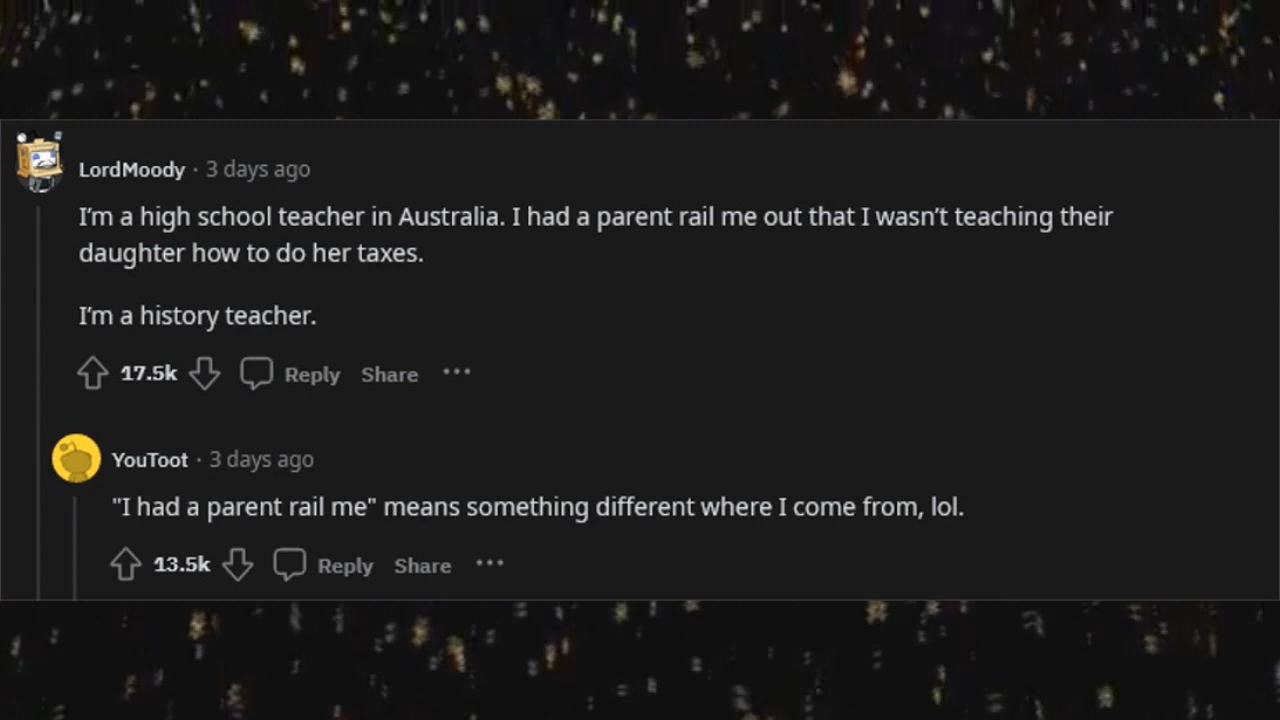 LordMoody · 3 days ago
I’m a high school teacher in Australia. I had a parent rail me out that I wasn’t teaching their
daughter how to do her taxes.
I’m a history teacher.
17.5k Reply Share ···
YouToot · 3 days ago
"I had a parent rail me" means something different where I come from, lol.
13.5k Reply Share ···